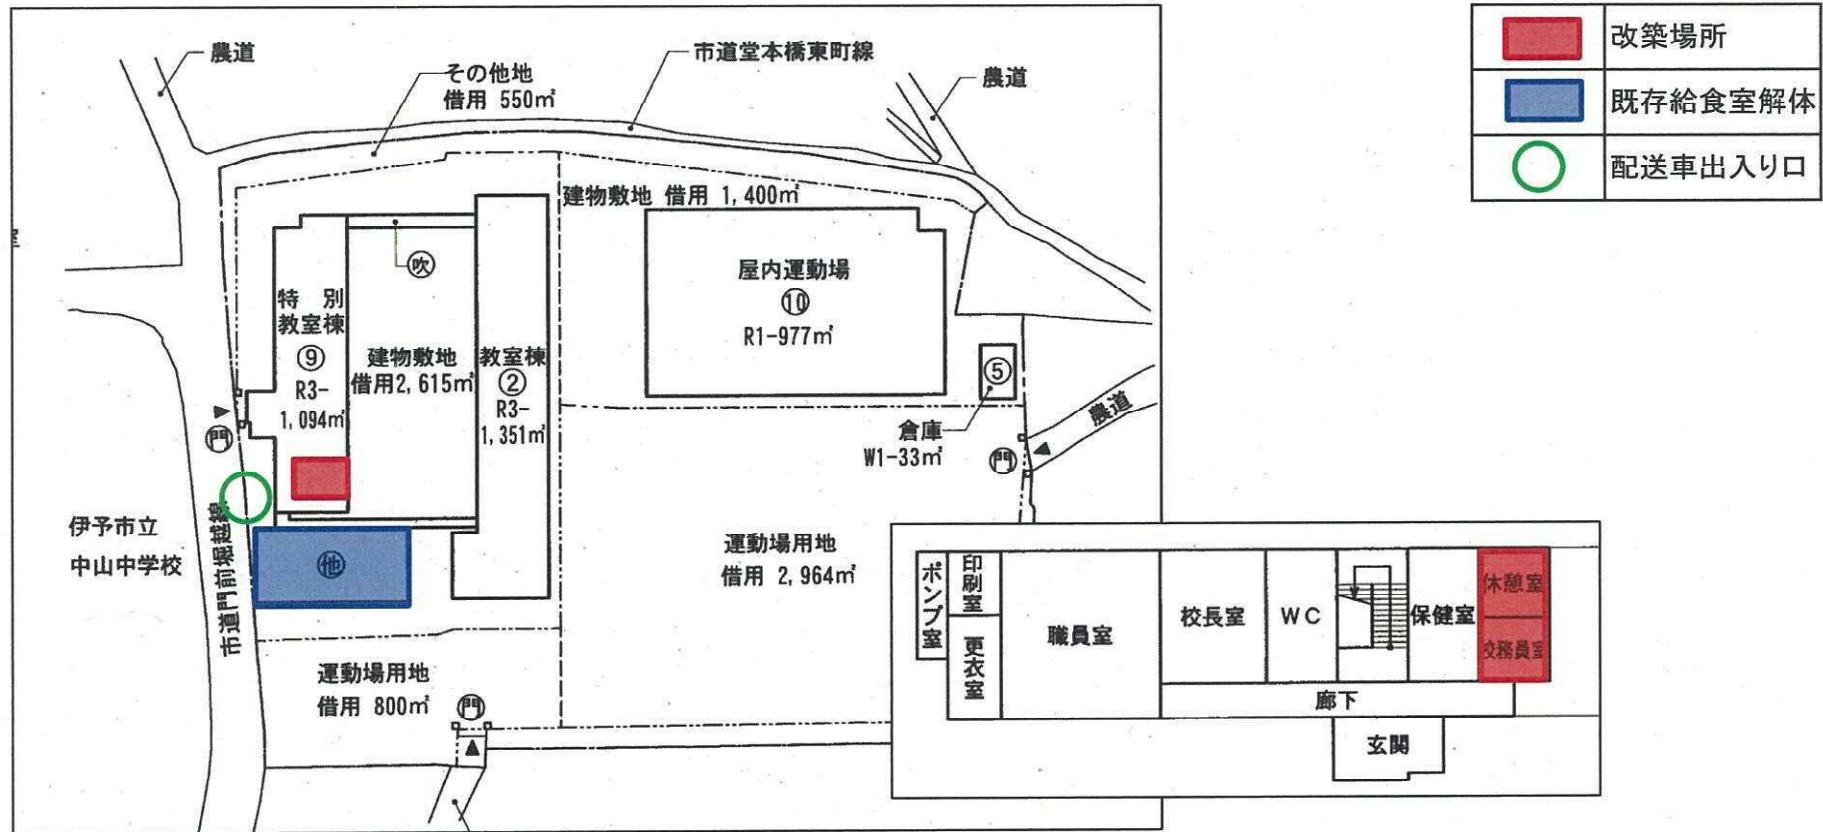 農道
その他地
借用 550㎡
市道堂本橋東町線
農道
改築場所
既存給食室解体
配送車出入り口
建物敷地 借用 1,400㎡
吹
特 別
教室棟
⑨
R3-
1,094㎡
建物敷地
借用2,615㎡
教室棟
②
R3-
1,351㎡
屋内運動場
⑩
R1-977㎡
⑤
倉庫
W1-33㎡
農道
門
門
伊予市立
中山中学校
市道門前堀越線
他
運動場用地
借用 2,964㎡
運動場用地
借用 800㎡
門
ポンプ室
印刷室
更衣室
職員室
校長室
WC
保健室
休憩室
校務員室
廊下
玄関